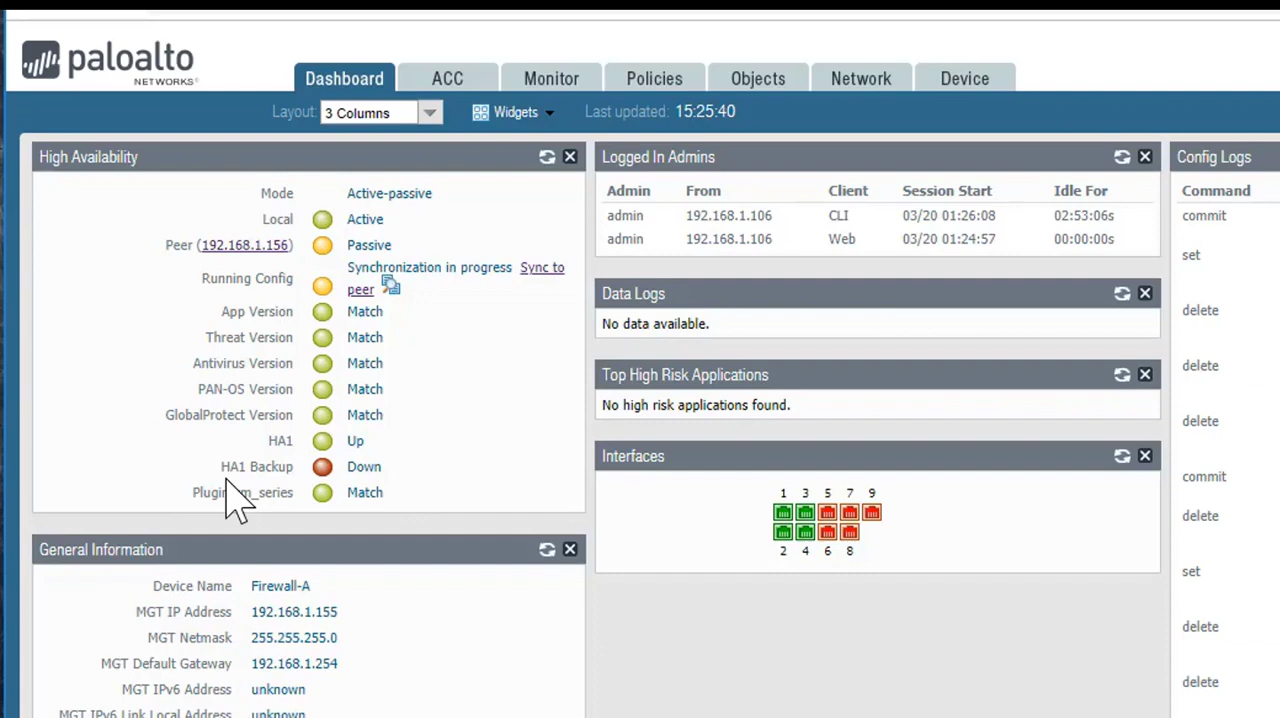 paloalto
NETWORKS
Dashboard ACC Monitor Policies Objects Network Device
Layout: 3 Columns Widgets Last updated: 15:25:40
High Availability
Mode Active-passive
Local Active
Peer (192.168.1.156) Passive
Running Config Synchronization in progress Sync to
peer
App Version Match
Threat Version Match
Antivirus Version Match
PAN-OS Version Match
GlobalProtect Version Match
HA1 Up
HA1 Backup Down
Match
General Information
Device Name Firewall-A
MGT IP Address 192.168.1.155
MGT Netmask 255.255.255.0
MGT Default Gateway 192.168.1.254
MGT IPv6 Address unknown
MGT IPv6 Link Local Address unknown
Logged In Admins
Admin From Client Session Start Idle For
admin 192.168.1.106 CLI 03/20 01:26:08 02:53:06s
admin 192.168.1.106 Web 03/20 01:24:57 00:00:00s
Data Logs
No data available.
Top High Risk Applications
No high risk applications found.
Interfaces
1 3 5 7 9
2 4 6 8
Config Logs
Command
commit
set
delete
delete
delete
commit
delete
set
delete
delete